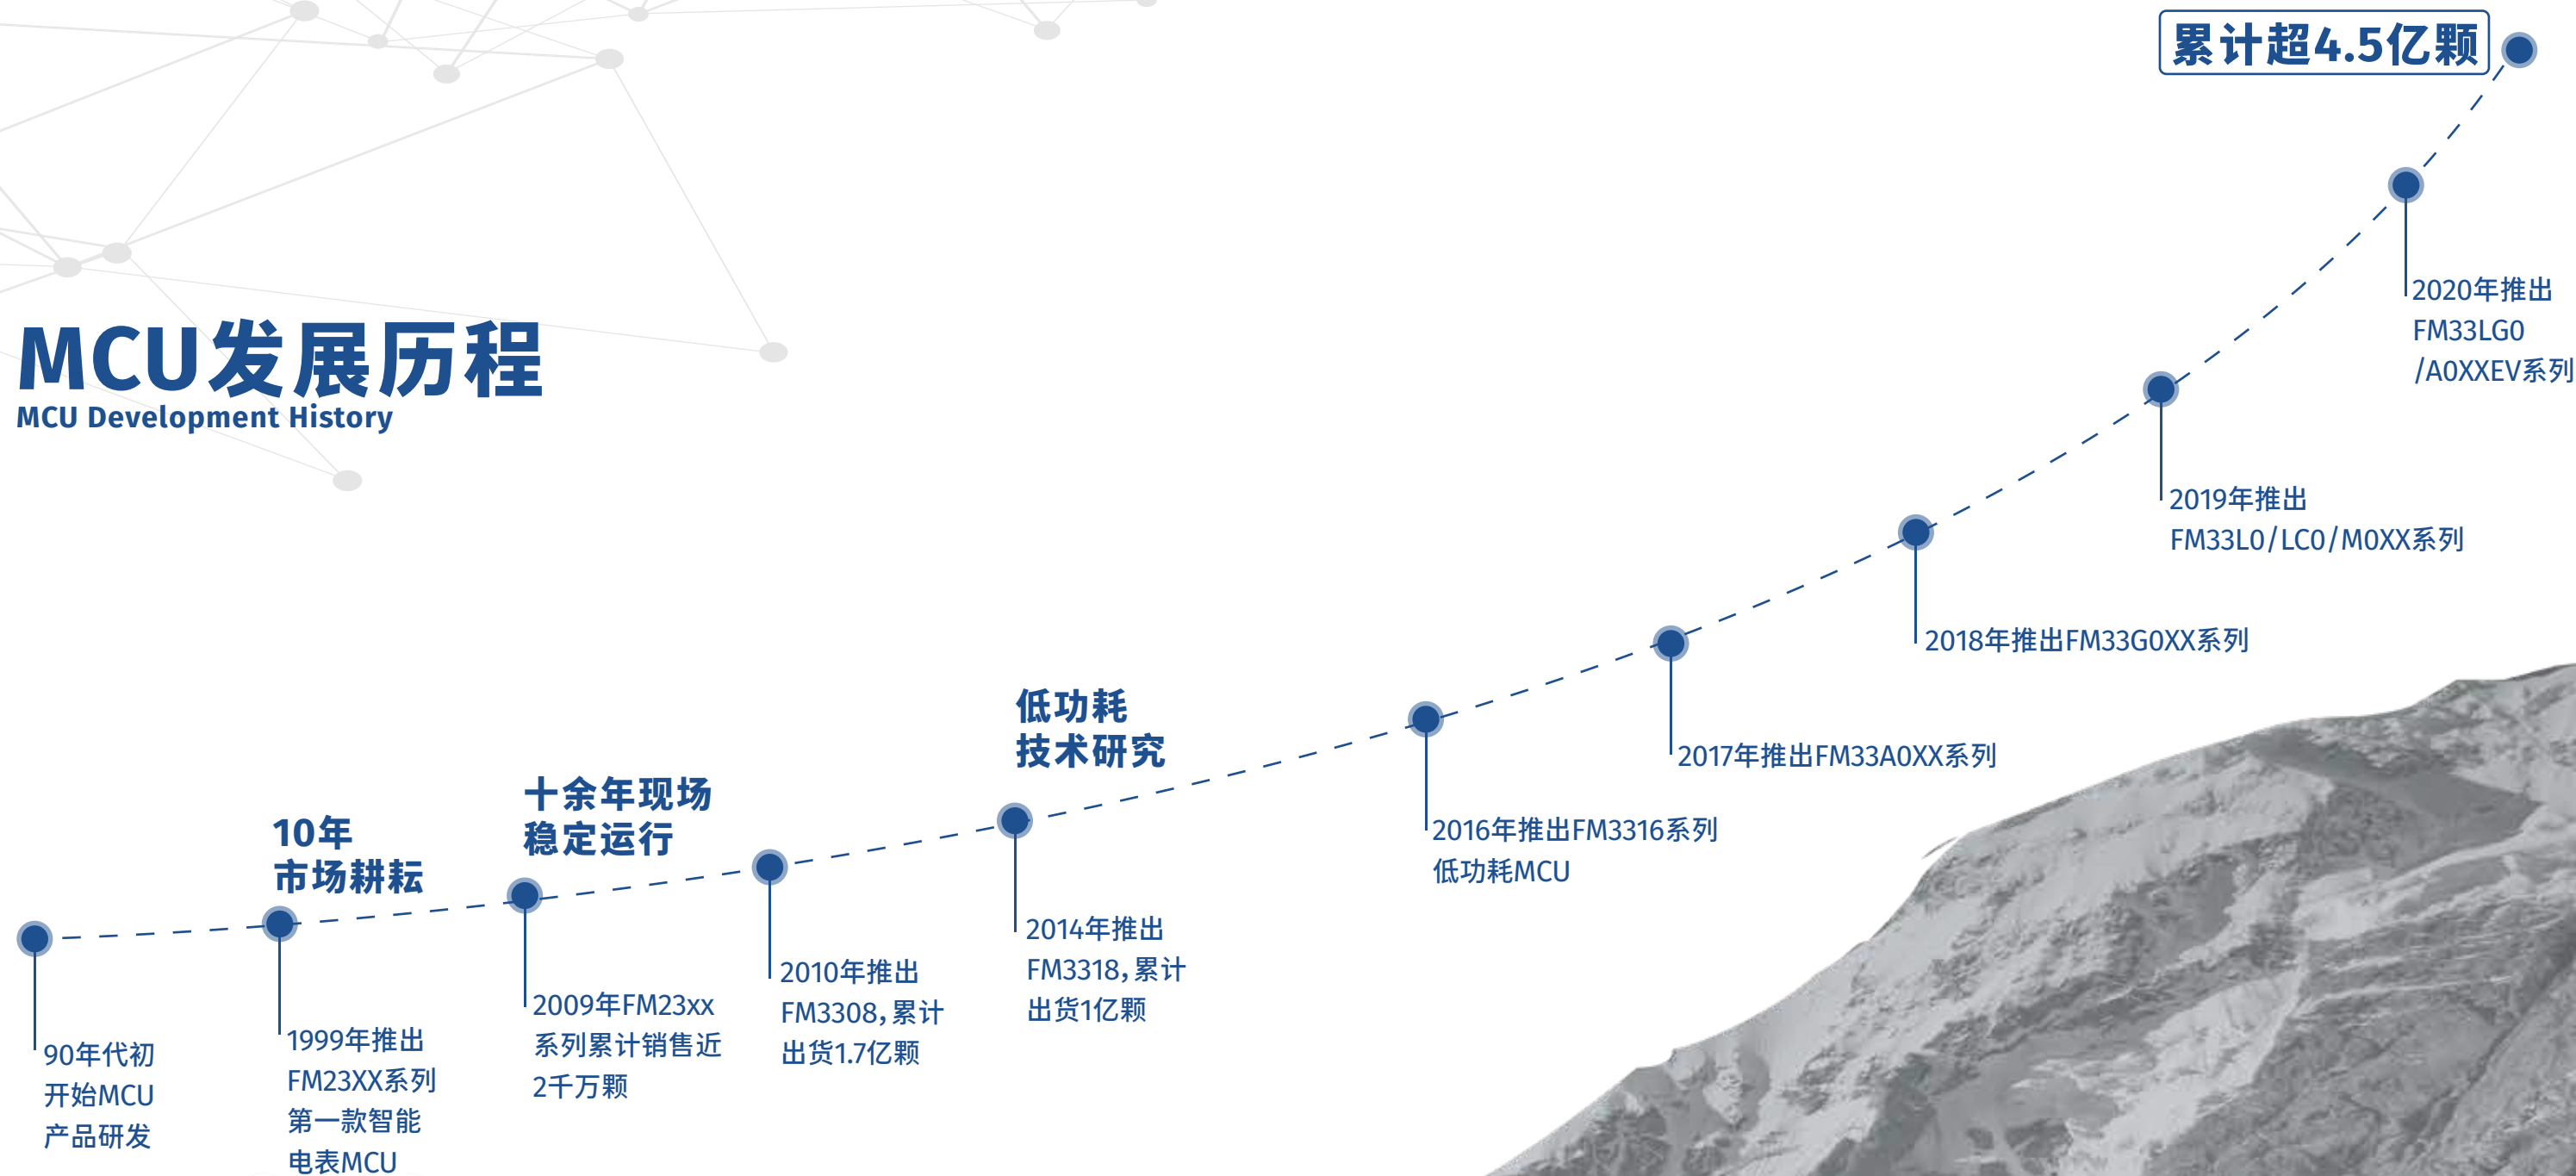 MCU发展历程
MCU Development History
90年代初
开始MCU
产品研发
10年
市场耕耘
1999年推出
FM23XX系列
第一款智能
电表MCU
十余年现场
稳定运行
2009年FM23xx
系列累计销售近
2千万颗
2010年推出
FM3308，累计
出货1.7亿颗
低功耗
技术研究
2014年推出
FM3318，累计
出货1亿颗
2016年推出FM3316系列
低功耗MCU
2017年推出FM33A0XX系列
2018年推出FM33G0XX系列
2019年推出
FM33L0/LC0/M0XX系列
2020年推出
FM33LG0
/A0XXEV系列
累计超4.5亿颗